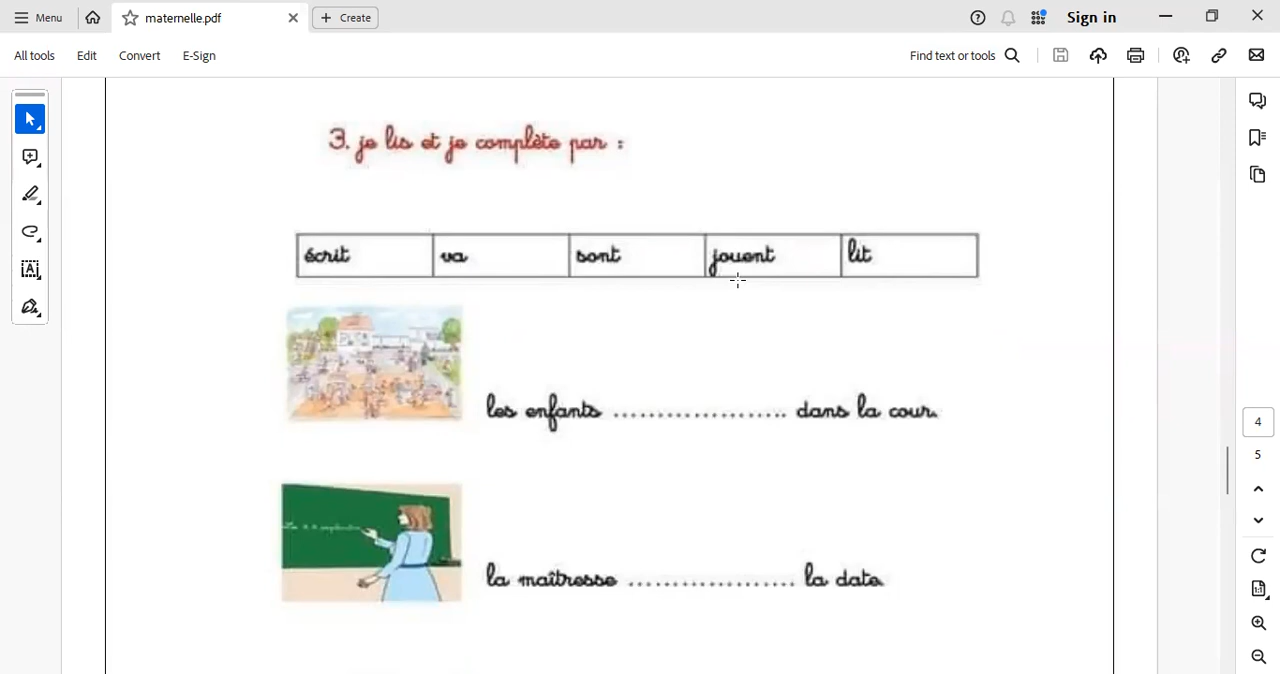 Menu
maternelle.pdf
Create
Sign in
All tools
Edit
Convert
E-Sign
Find text or tools
3. je lis et je complète par :
écrit va sont jouent lit
les enfants .................... dans la cour.
la maîtresse ................... la date.
4
5